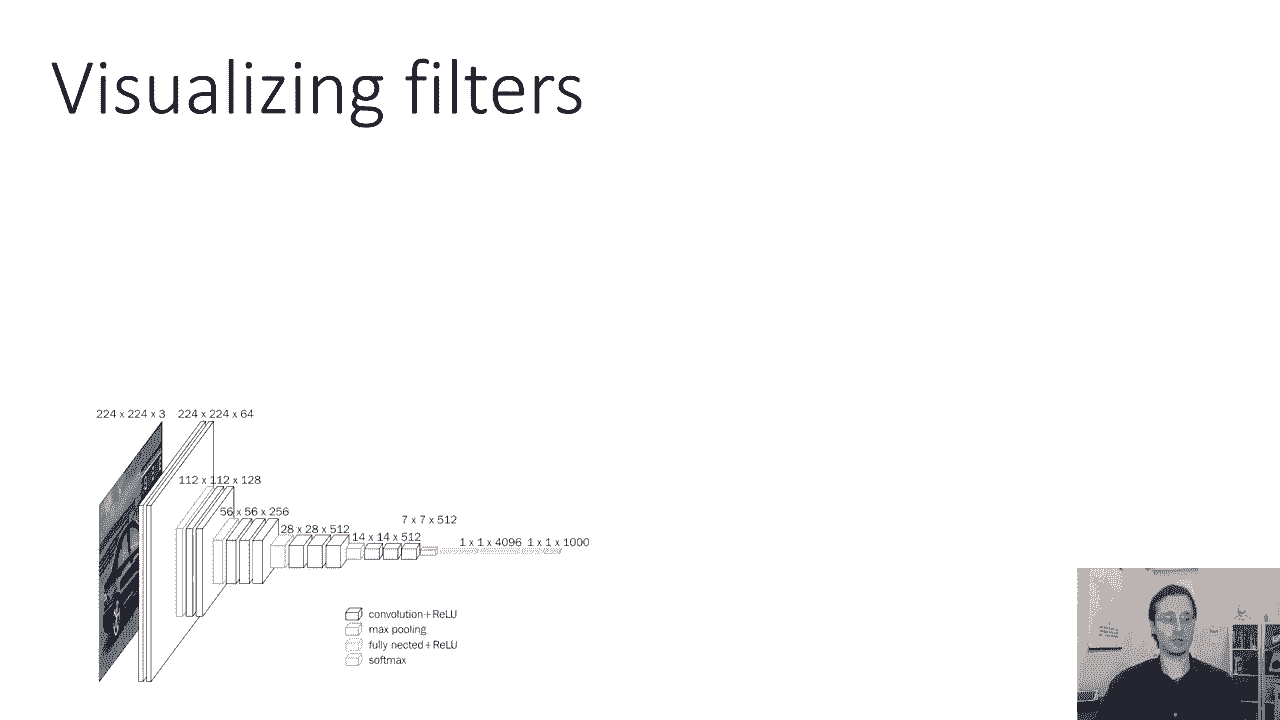 Visualizing filters
224 x 224 x 3 224 x 224 x 64
112 x 112 x 128
56 x 56 x 256
28 x 28 x 512
14 x 14 x 512
7 x 7 x 512
1 x 1 x 4096 1 x 1 x 1000
convolution+ReLU
max pooling
fully nected+ReLU
softmax